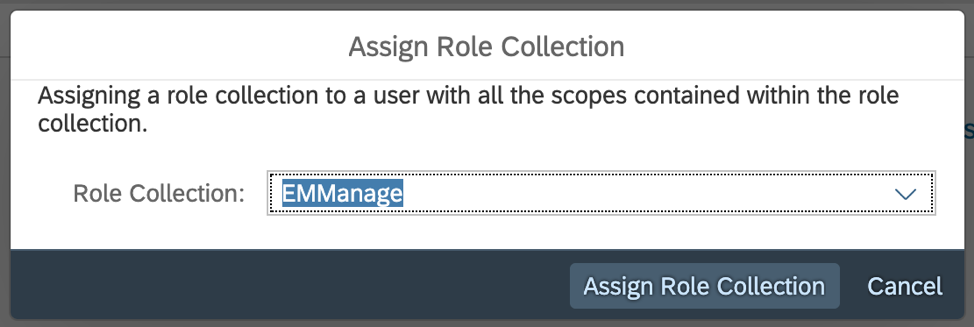 Assign Role Collection
Assigning a role collection to a user with all the scopes contained within the role
collection.
Role Collection: EMManage
Assign Role Collection Cancel